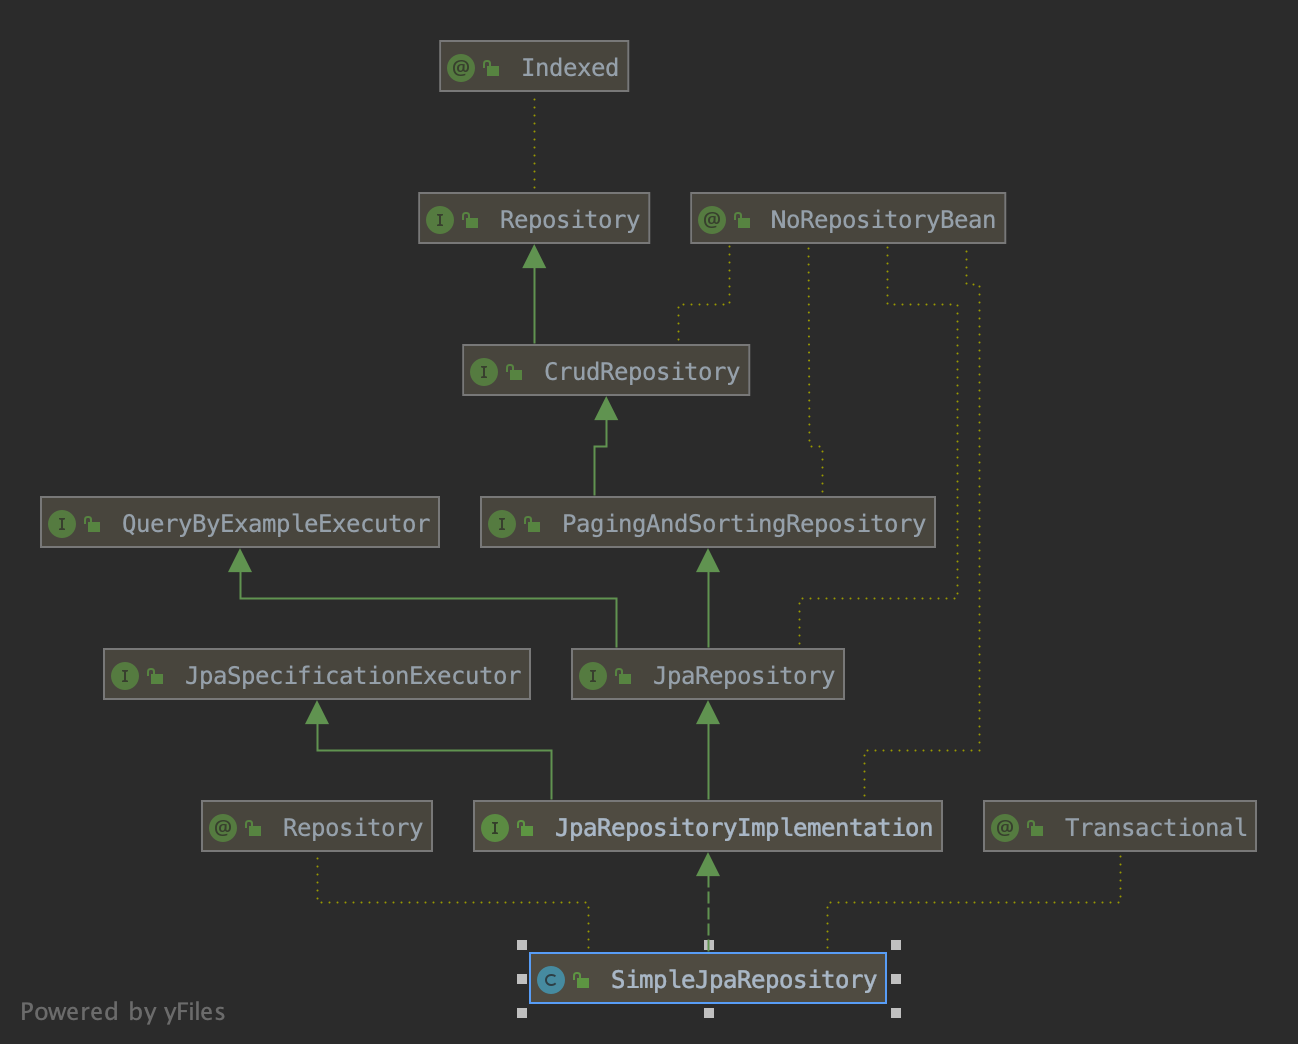 @ Indexed
I Repository
@ NoRepositoryBean
I CrudRepository
I QueryByExampleExecutor
I PagingAndSortingRepository
I JpaSpecificationExecutor
I JpaRepository
@ Repository
I JpaRepositoryImplementation
@ Transactional
C SimpleJpaRepository
Powered by yFiles